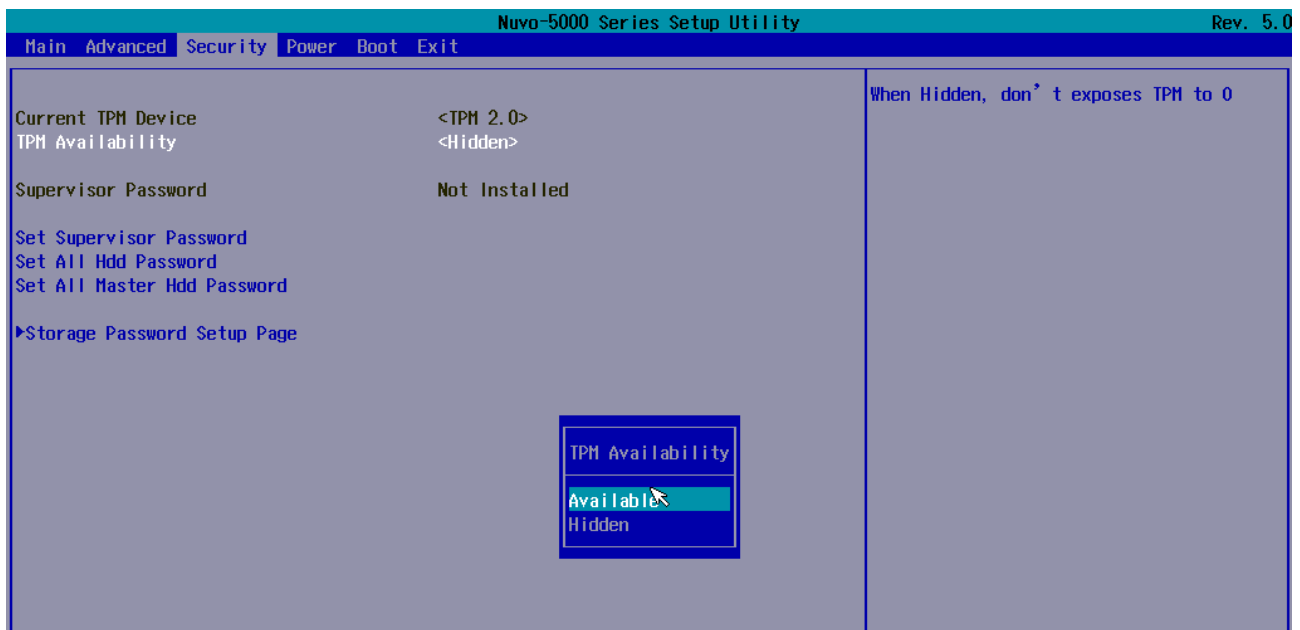 Nuvo-5000 Series Setup Utility Rev. 5.0
Main Advanced Security Power Boot Exit
When Hidden, don't exposes TPM to 0
Current TPM Device <TPM 2.0>
TPM Availability <Hidden>
Supervisor Password Not Installed
Set Supervisor Password
Set All Hdd Password
Set All Master Hdd Password
▶Storage Password Setup Page
TPM Availability
Available
Hidden